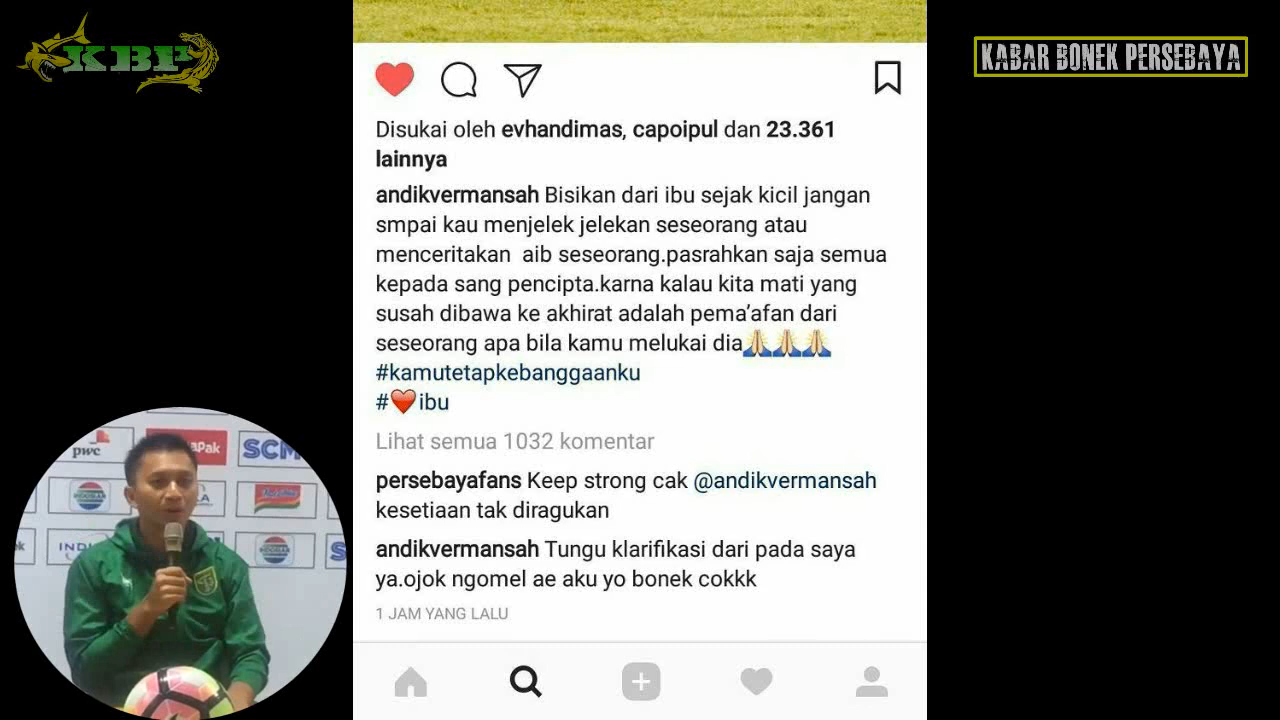 KBP
KABAR BONEK PERSEBAYA
Disukai oleh evhandimas, capoipul dan 23.361
lainnya
andikvermansah Bisikan dari ibu sejak kicil jangan
smpai kau menjelek jelekan seseorang atau
menceritakan  aib seseorang.pasrahkan saja semua
kepada sang pencipta.karna kalau kita mati yang
susah dibawa ke akhirat adalah pema’afan dari
seseorang apa bila kamu melukai dia🙏🙏🙏
#kamutetapkebanggaanku
#❤️ibu
Lihat semua 1032 komentar
persebayafans Keep strong cak @andikvermansah
kesetiaan tak diragukan
andikvermansah Tungu klarifikasi dari pada saya
ya.ojok ngomel ae aku yo bonek cokkk
1 JAM YANG LALU
pwc
apak
SCM